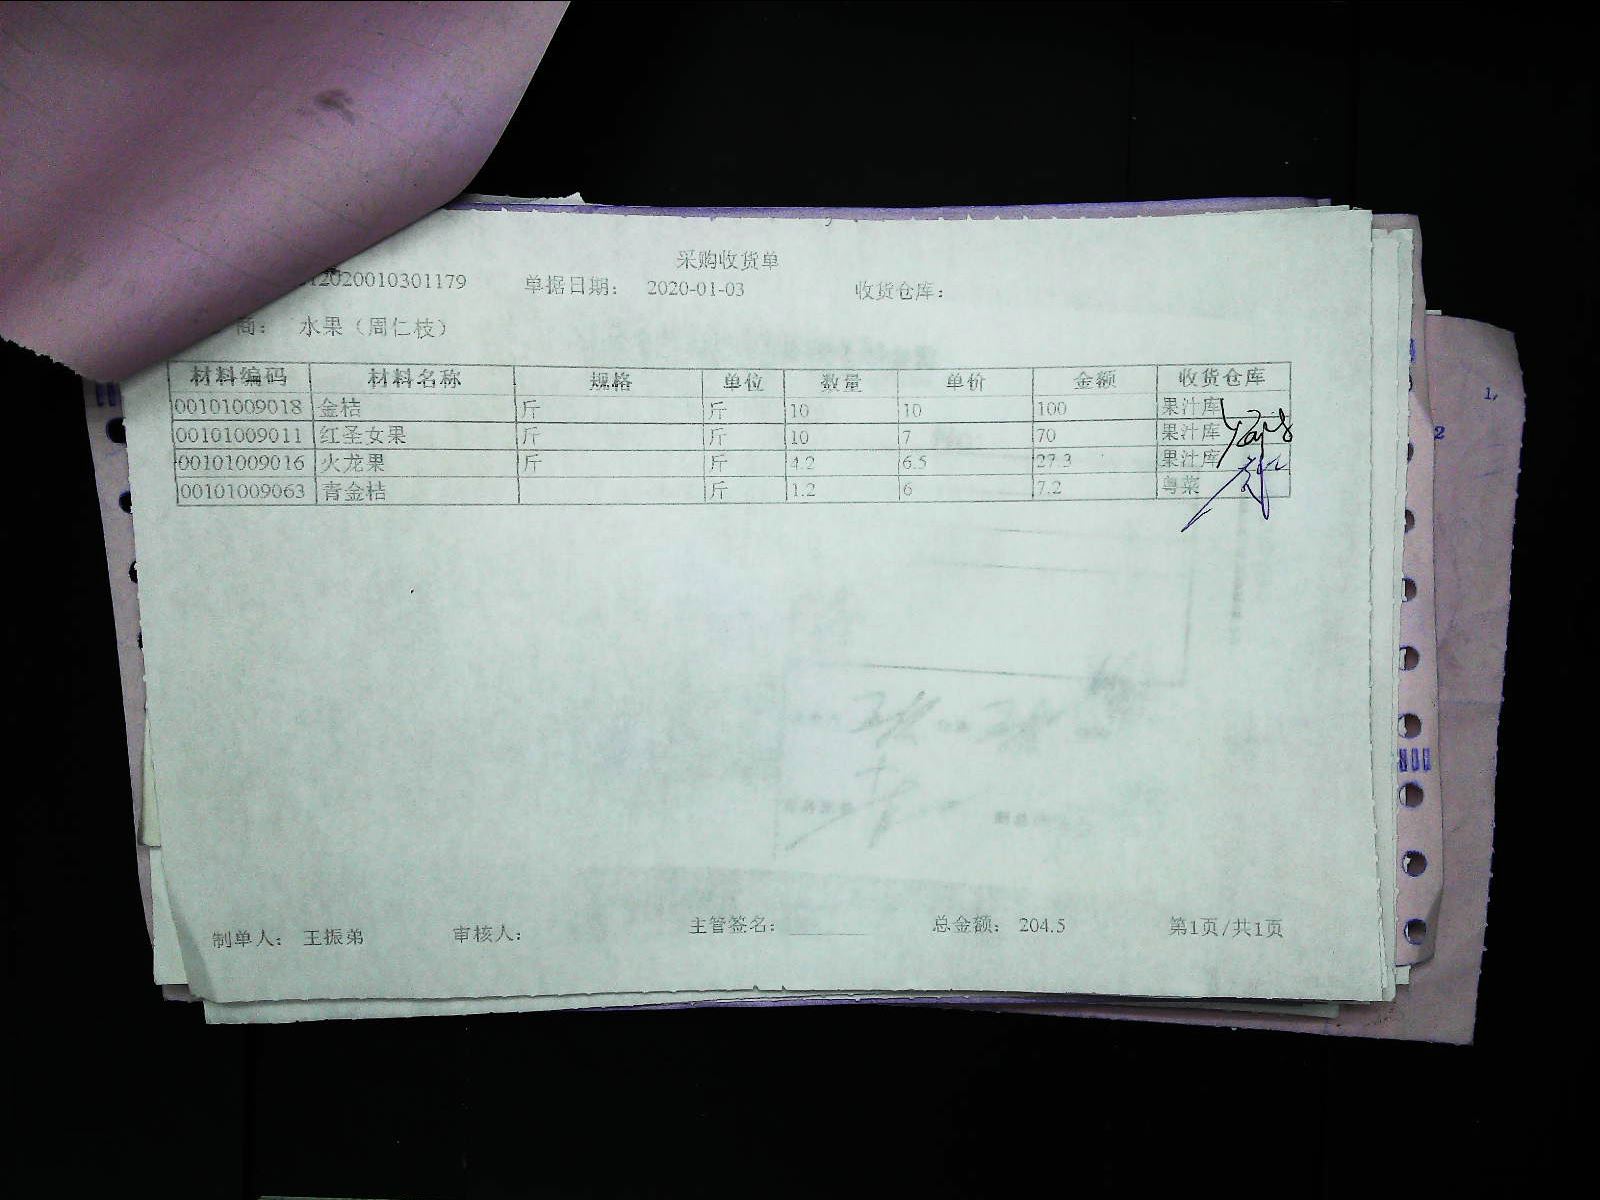 采购收货单
2020010301179 单据日期: 2020-01-03 收货仓库:
商: 水果（周仁枝）
材料编码 材料名称 规格 单位 数量 单价 金额 收货仓库
00101009018 金桔 斤 斤 10 10 100 果汁库
00101009011 红圣女果 斤 斤 10 7 70 果汁库
00101009016 火龙果 斤 斤 4.2 6.5 27.3 果汁库
00101009063 青金桔 斤 1.2 6 7.2 粤菜
制单人: 王振弟 审核人: 主管签名: 总金额: 204.5 第1页/共1页
1,
2